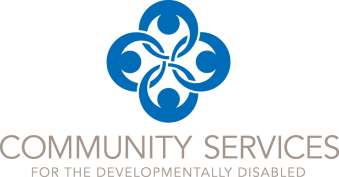 COMMUNITY SERVICES
FOR THE DEVELOPMENTALLY DISABLED